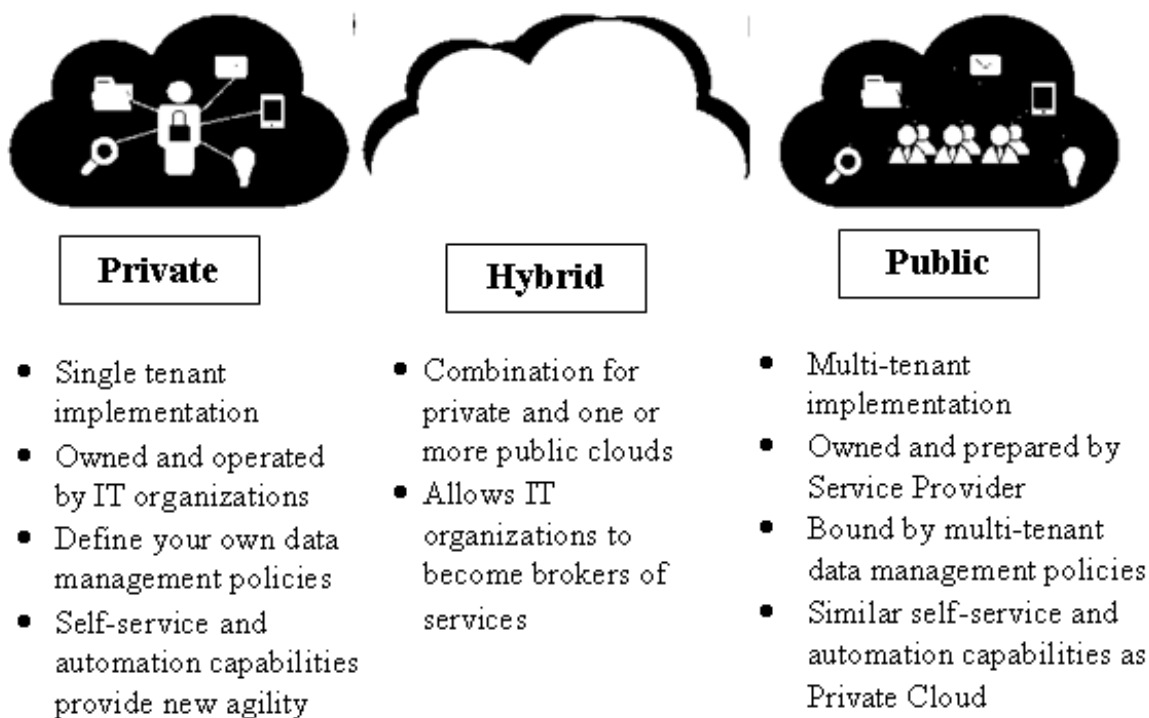 Private
• Single tenant
implementation
• Owned and operated
by IT organizations
• Define your own data
management policies
• Self-service and
automation capabilities
provide new agility
Hybrid
• Combination for
private and one or
more public clouds
• Allows IT
organizations to
become brokers of
services
Public
• Multi-tenant
implementation
• Owned and prepared by
Service Provider
• Bound by multi-tenant
data management policies
• Similar self-service and
automation capabilities as
Private Cloud